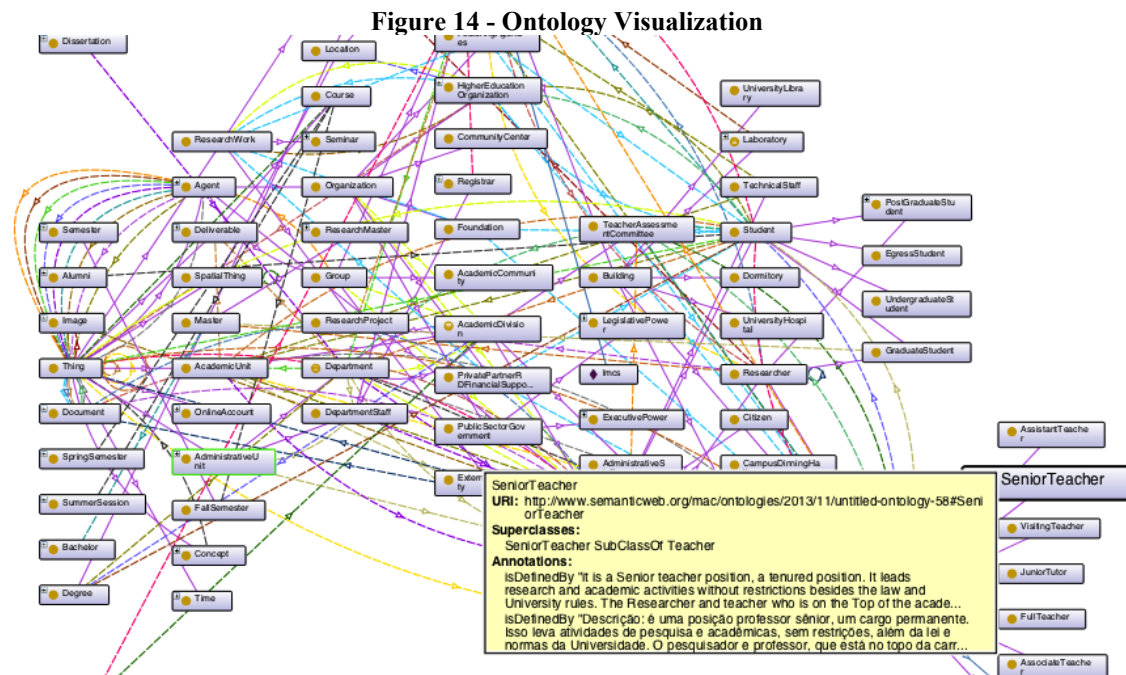 Figure 14 - Ontology Visualization
Dissertation
Location
es
Course
HigherEducation
Organization
UniversityLibra
ry
ResearchWork
Seminar
CommunityCenter
Laboratory
Agent
Organization
Registrar
TechnicalStaff
PostGraduateStu
dent
Semester
Deliverable
ResearchMaster
Foundation
TeacherAssessme
ntCommittee
Student
EgressStudent
Alumni
SpatialThing
Group
AcademicCommuni
ty
Building
Dormitory
UndergraduateSt
udent
Image
Master
ResearchProject
AcademicDivisio
n
LegislativePowe
r
UniversityHospi
tal
GraduateStudent
Thing
AcademicUnit
Department
PrivatePartnerR
DFinancialSuppo...
lmcs
Researcher
Document
OnlineAccount
DepartmentStaff
PublicSectorGov
ernment
ExecutivePower
Citizen
AssistartTeache
r
SpringSemester
AdministrativeU
nit
Extern
ty
AdministrativeS
CampusDirningHa
SeniorTeacher
SummerSession
FallSemester
VisitingTeacher
Bachelor
Concept
JuniorTutor
Degree
Time
FullTeacher
AssociateTeache
r
SeniorTeacher
URI: http://www.semanticweb.org/mac/ontologies/2013/11/untitled-ontology-58#Seni
orTeacher
Superclasses:
SeniorTeacher SubClassOf Teacher
Annotations:
isDefinedBy "it is a Senior teacher position, a tenured position. It leads
research and academic activities without restrictions besides the law and
University rules. The Researcher and teacher who is on the Top of the acade...
isDefinedBy "Descrição: é uma posição professor sênior, um cargo permanente.
Isso leva atividades de pesquisa e acadêmicas, sem restrições, além da lei e
normas da Universidade. O pesquisador e professor, que está no topo da carr...